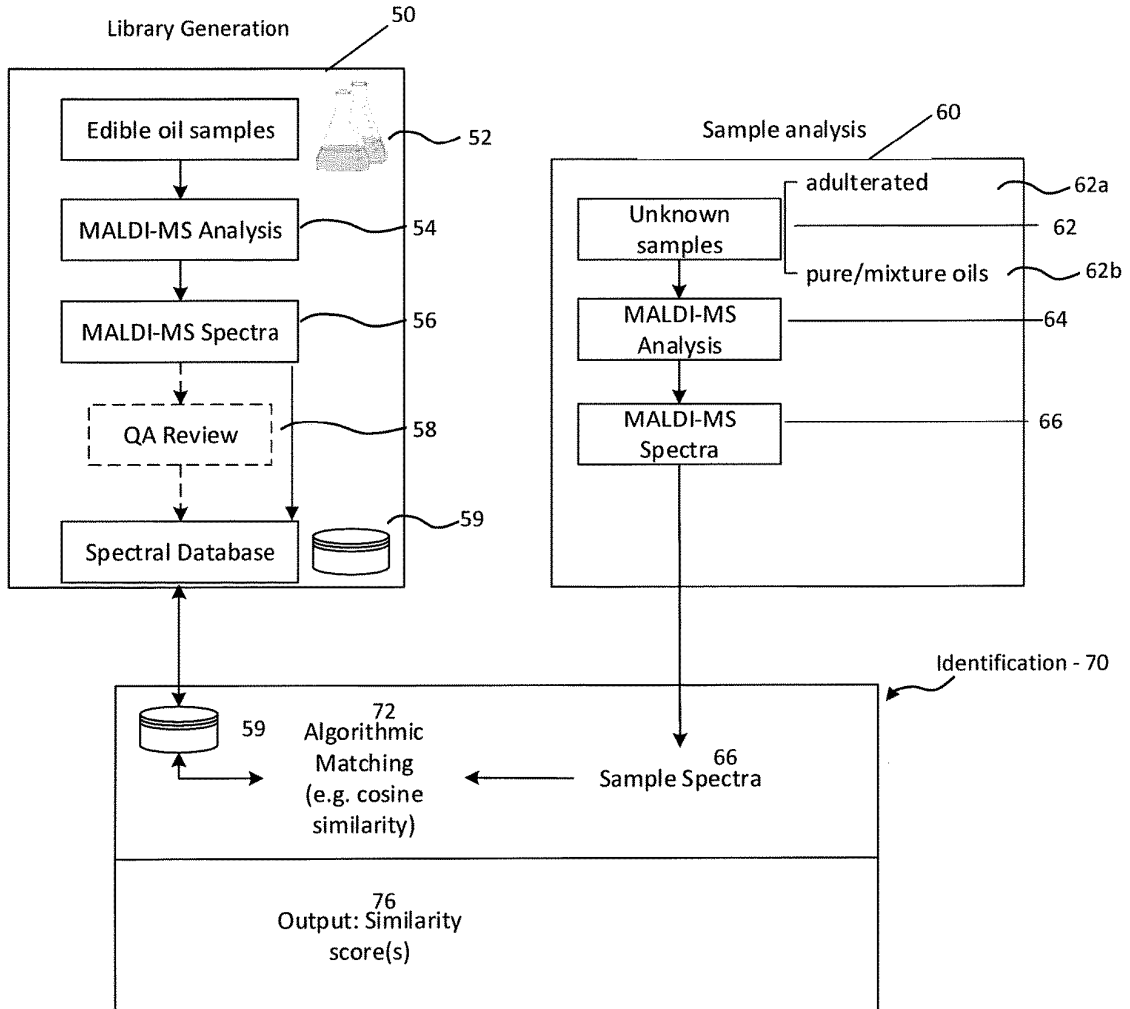 Library Generation
50
Edible oil samples
52
MALDI-MS Analysis
54
MALDI-MS Spectra
56
QA Review
58
59
Spectral Database
Sample analysis
60
adulterated
62a
Unknown
samples
62
pure/mixture oils
62b
MALDI-MS
Analysis
64
MALDI-MS
Spectra
66
Identification - 70
59
72
Algorithmic
Matching
(e.g. cosine
similarity)
66
Sample Spectra
76
Output: Similarity
score(s)